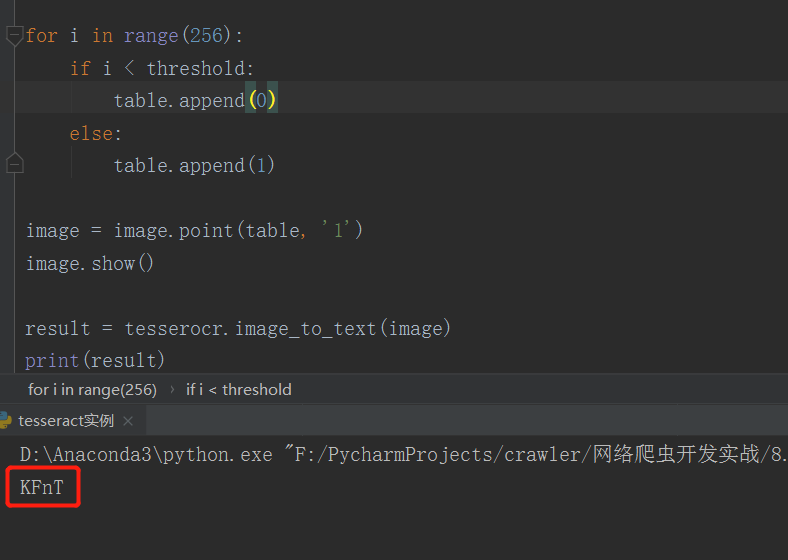 for i in range(256):
if i < threshold:
table.append(0)
else:
table.append(1)
image = image.point(table, '1')
image.show()
result = tesserocr.image_to_text(image)
print(result)
for i in range(256) › if i < threshold
tesseract实例 ×
D:\Anaconda3\python.exe "F:/PycharmProjects/crawler/网络爬虫开发实战/8.
KFnT